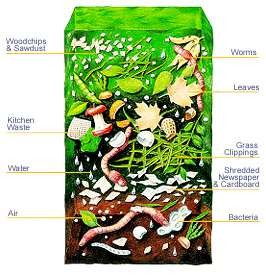 Woodchips
& Sawdust
Worms
Leaves
Kitchen
Waste
Grass
Clippings
Water
Shredded
Newspaper
& Cardboard
Air
Bacteria